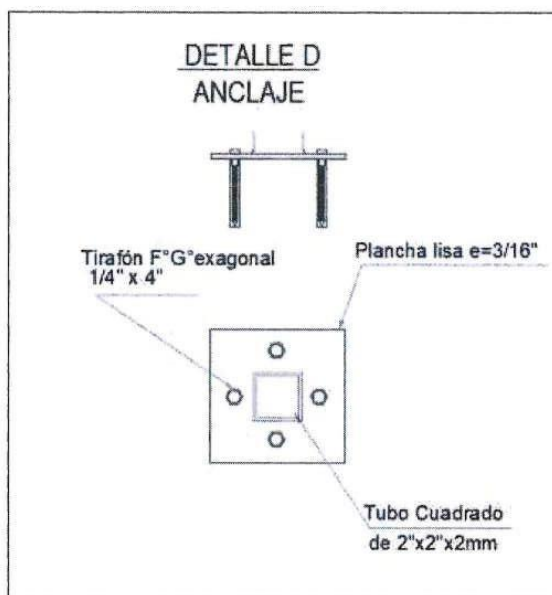 DETALLE D
ANCLAJE
Tirafón F°G°exagonal
1/4" x 4"
Plancha lisa e=3/16"
Tubo Cuadrado
de 2"x2"x2mm